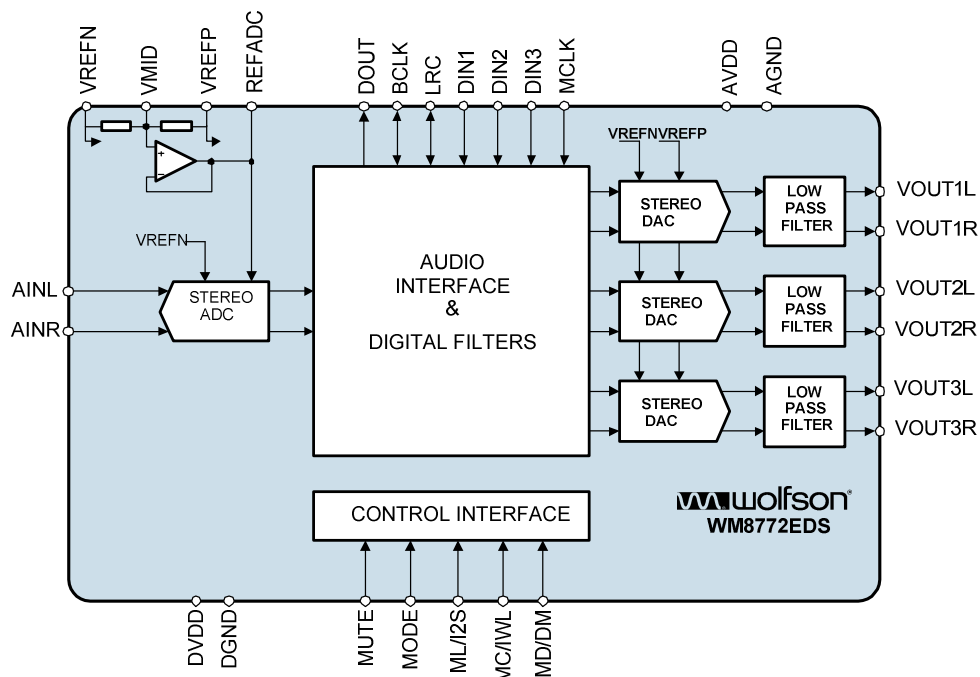 VREFN
VMID
VREFP
REFADC
DOUT
BCLK
LRC
DIN1
DIN2
DIN3
MCLK
AVDD
AGND
+
−
VREFN VREFP
STEREO
DAC
LOW
PASS
FILTER
VOUT1L
VOUT1R
VREFN
AINL
AINR
STEREO
ADC
AUDIO
INTERFACE
&
DIGITAL FILTERS
STEREO
DAC
LOW
PASS
FILTER
VOUT2L
VOUT2R
STEREO
DAC
LOW
PASS
FILTER
VOUT3L
VOUT3R
CONTROL INTERFACE
wolfson®
WM8772EDS
DVDD
DGND
MUTE
MODE
ML/I2S
MC/IWL
MD/DM